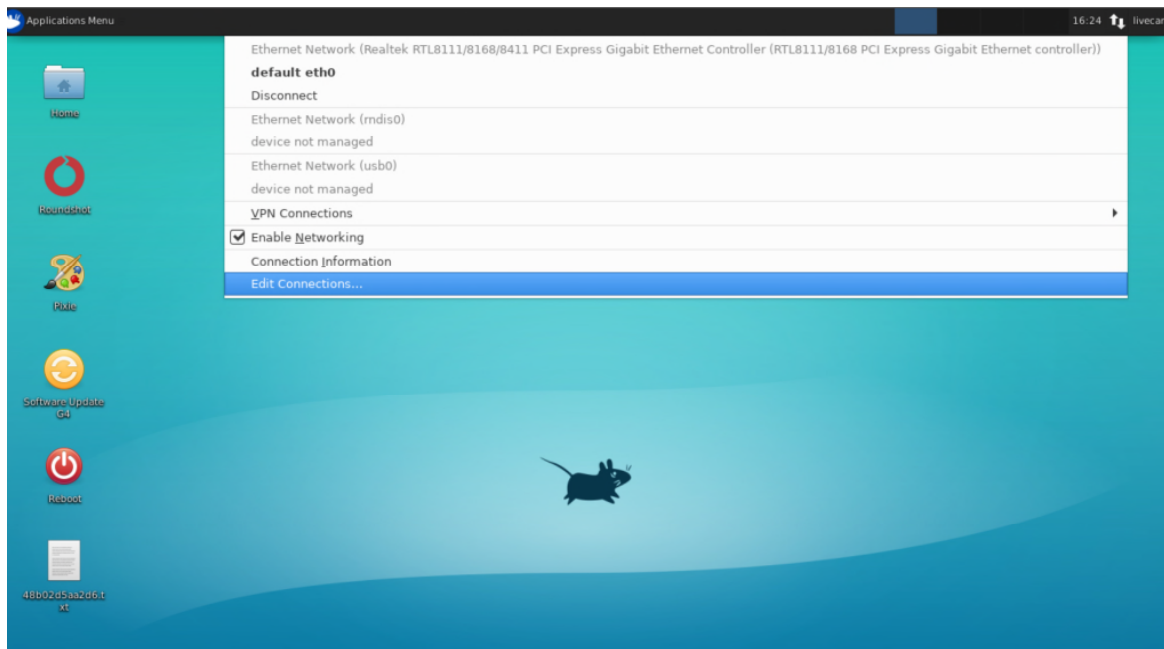 Applications Menu
16:24
livecam
Ethernet Network (Realtek RTL8111/8168/8411 PCI Express Gigabit Ethernet Controller (RTL8111/8168 PCI Express Gigabit Ethernet controller))
default eth0
Disconnect
Ethernet Network (rndis0)
device not managed
Ethernet Network (usb0)
device not managed
VPN Connections
Enable Networking
Connection Information
Edit Connections...
Home
Roundshot
Pixie
Software Update
G4
Reboot
48b02d5aa2d6.t
xt